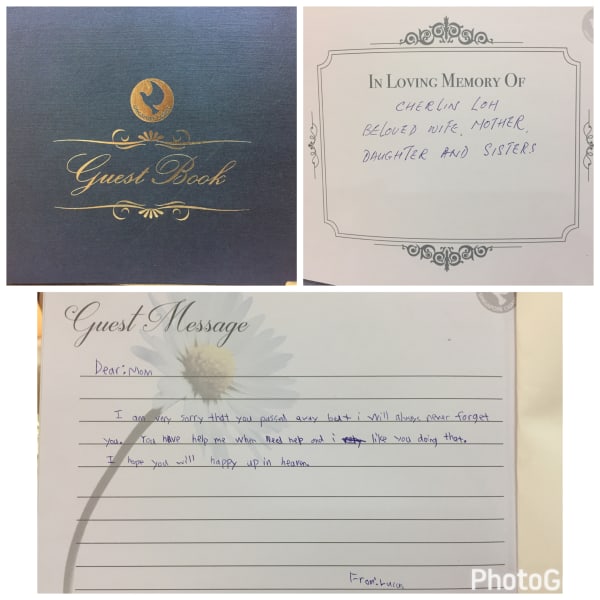 Guest Book
IN LOVING MEMORY OF
CHERLIN LOH
BELOVED WIFE, MOTHER,
DAUGHTER AND SISTERS
Guest Message
Dear: Mom
I am very sorry that you passed away but i will always never forget
you. You have help me when need help and i like you doing that.
I hope you will happy up in heaven.
From: Lucas
PhotoG